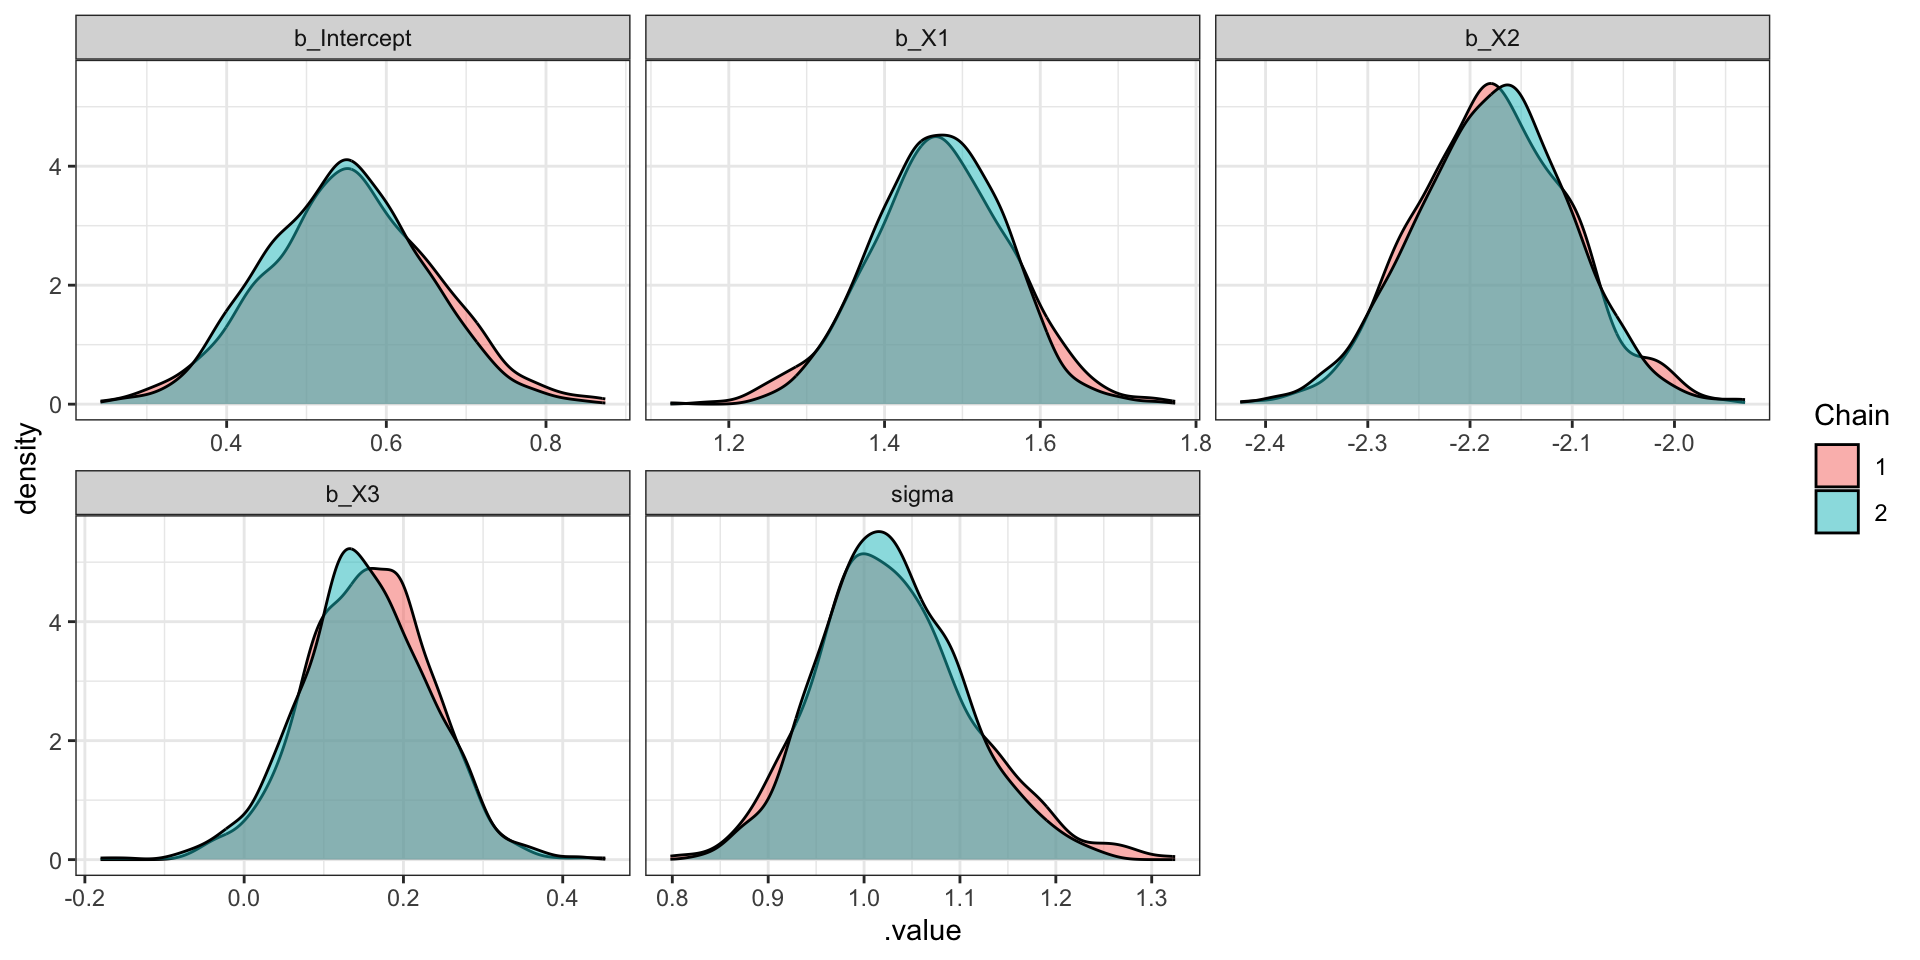 b_Intercept
b_X1
b_X2
4
2
0
0.4 0.6 0.8
1.2 1.4 1.6 1.8
-2.4 -2.3 -2.2 -2.1 -2.0
density
b_X3
sigma
4
2
0
-0.2 0.0 0.2 0.4
0.8 0.9 1.0 1.1 1.2 1.3
.value
Chain
1
2